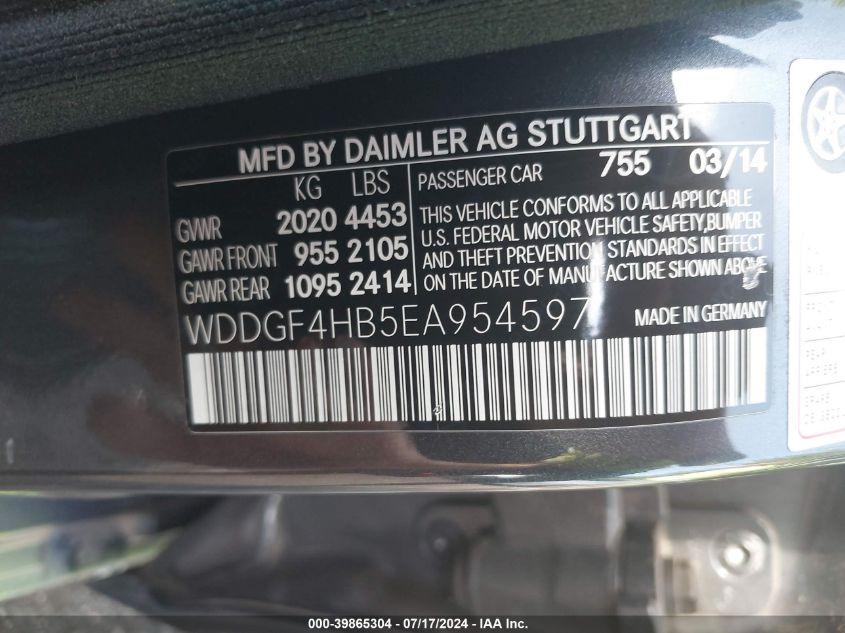 MFD BY DAIMLER AG STUTTGART
KG LBS
PASSENGER CAR 755 03/14
GVWR 2020 4453
GAWR FRONT 955 2105
GAWR REAR 1095 2414
THIS VEHICLE CONFORMS TO ALL APPLICABLE
U.S. FEDERAL MOTOR VEHICLE SAFETY, BUMPER
AND THEFT PREVENTION STANDARDS IN EFFECT
ON THE DATE OF MANUFACTURE SHOWN ABOVE
WDDGF4HB5EA954597
MADE IN GERMANY
000-39865304 - 07/17/2024 - IAA Inc.